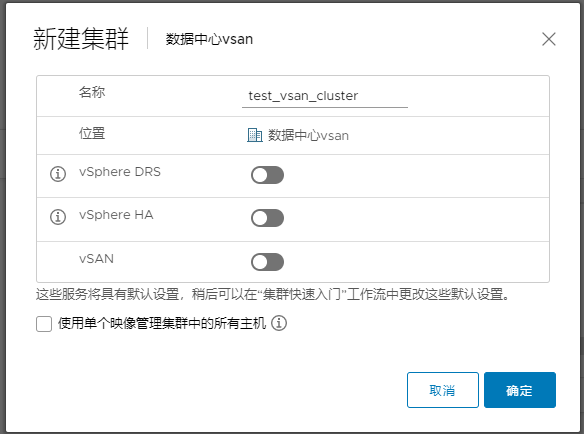 新建集群 数据中心vsan
名称 test_vsan_cluster
位置 数据中心vsan
vSphere DRS
vSphere HA
vSAN
这些服务将具有默认设置，稍后可以在“集群快速入门”工作流中更改这些默认设置。
使用单个映像管理集群中的所有主机
取消 确定